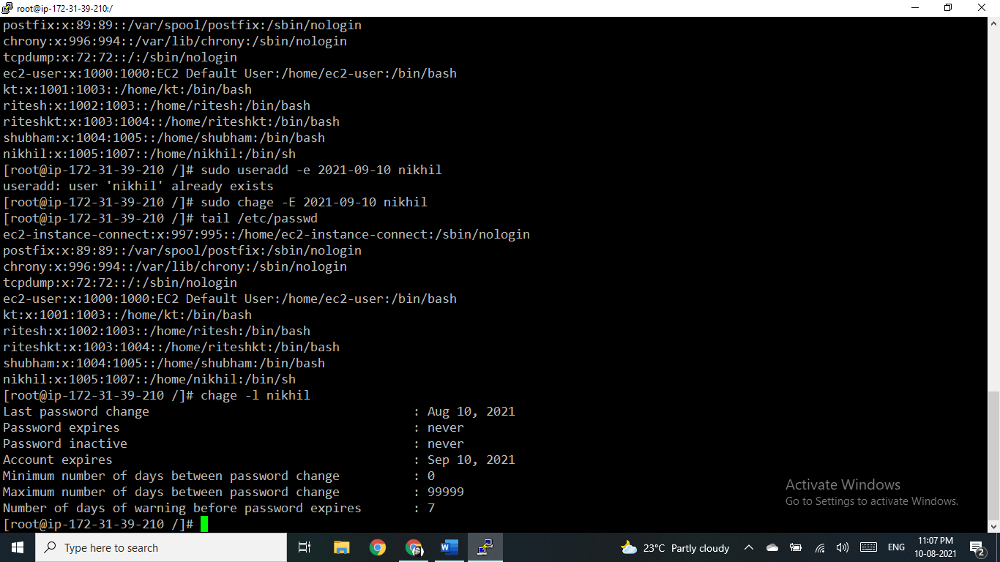 root@ip-172-31-39-210:/
postfix:x:89:89::/var/spool/postfix:/sbin/nologin
chrony:x:996:994::/var/lib/chrony:/sbin/nologin
tcpdump:x:72:72::/:/sbin/nologin
ec2-user:x:1000:1000:EC2 Default User:/home/ec2-user:/bin/bash
kt:x:1001:1003::/home/kt:/bin/bash
ritesh:x:1002:1003::/home/ritesh:/bin/bash
riteshkt:x:1003:1004::/home/riteshkt:/bin/bash
shubham:x:1004:1005::/home/shubham:/bin/bash
nikhil:x:1005:1007::/home/nikhil:/bin/sh
[root@ip-172-31-39-210 /]# sudo useradd -e 2021-09-10 nikhil
useradd: user 'nikhil' already exists
[root@ip-172-31-39-210 /]# sudo chage -E 2021-09-10 nikhil
[root@ip-172-31-39-210 /]# tail /etc/passwd
ec2-instance-connect:x:997:995::/home/ec2-instance-connect:/sbin/nologin
postfix:x:89:89::/var/spool/postfix:/sbin/nologin
chrony:x:996:994::/var/lib/chrony:/sbin/nologin
tcpdump:x:72:72::/:/sbin/nologin
ec2-user:x:1000:1000:EC2 Default User:/home/ec2-user:/bin/bash
kt:x:1001:1003::/home/kt:/bin/bash
ritesh:x:1002:1003::/home/ritesh:/bin/bash
riteshkt:x:1003:1004::/home/riteshkt:/bin/bash
shubham:x:1004:1005::/home/shubham:/bin/bash
nikhil:x:1005:1007::/home/nikhil:/bin/sh
[root@ip-172-31-39-210 /]# chage -l nikhil
Last password change : Aug 10, 2021
Password expires : never
Password inactive : never
Account expires : Sep 10, 2021
Minimum number of days between password change : 0
Maximum number of days between password change : 99999
Number of days of warning before password expires : 7
[root@ip-172-31-39-210 /]#
Activate Windows
Go to Settings to activate Windows.
Type here to search
W
23°C Partly cloudy
ENG
11:07 PM
10-08-2021
2